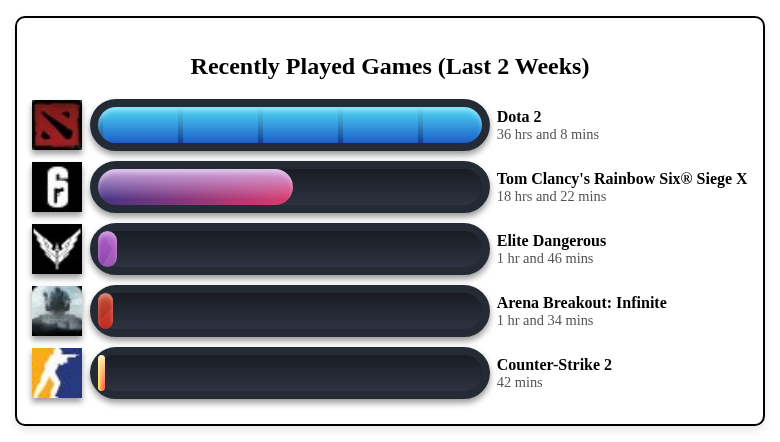 Recently Played Games (Last 2 Weeks)
Dota 2
36 hrs and 8 mins
Tom Clancy's Rainbow Six® Siege X
18 hrs and 22 mins
Elite Dangerous
1 hr and 46 mins
Arena Breakout: Infinite
1 hr and 34 mins
Counter-Strike 2
42 mins